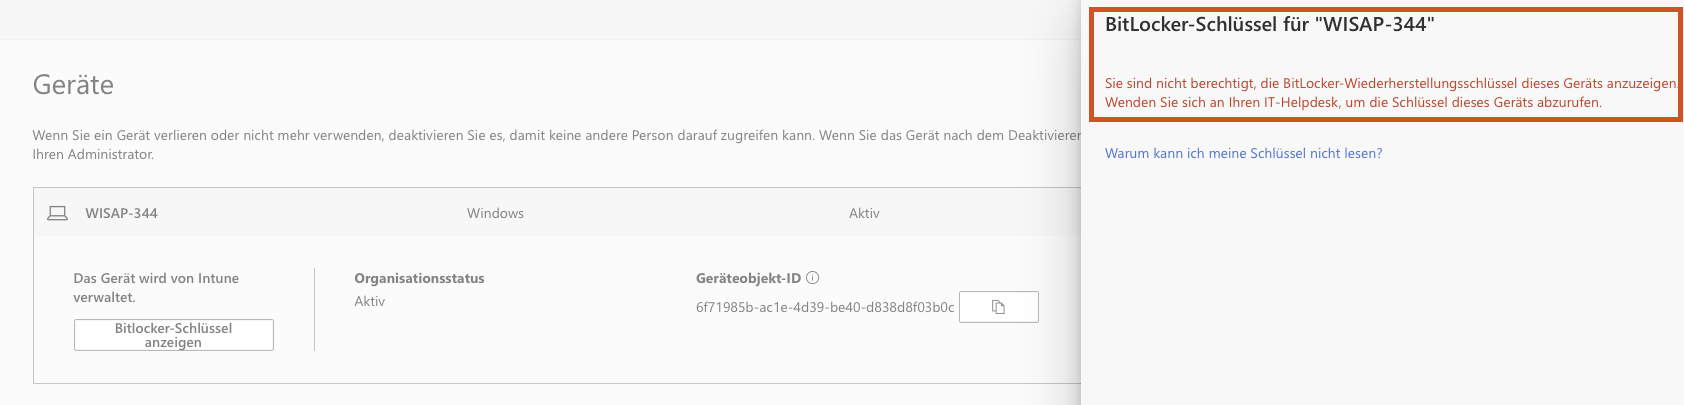 Geräte
Wenn Sie ein Gerät verlieren oder nicht mehr verwenden, deaktivieren Sie es, damit keine andere Person darauf zugreifen kann. Wenn Sie das Gerät nach dem Deaktivieren
Ihren Administrator.
WISAP-344 Windows Aktiv
Das Gerät wird von Intune
verwaltet.
Bitlocker-Schlüssel
anzeigen
Organisationsstatus
Aktiv
Geräteobjekt-ID
6f71985b-ac1e-4d39-be40-d838d8f03b0c
BitLocker-Schlüssel für "WISAP-344"
Sie sind nicht berechtigt, die BitLocker-Wiederherstellungsschlüssel dieses Geräts anzuzeigen.
Wenden Sie sich an Ihren IT-Helpdesk, um die Schlüssel dieses Geräts abzurufen.
Warum kann ich meine Schlüssel nicht lesen?